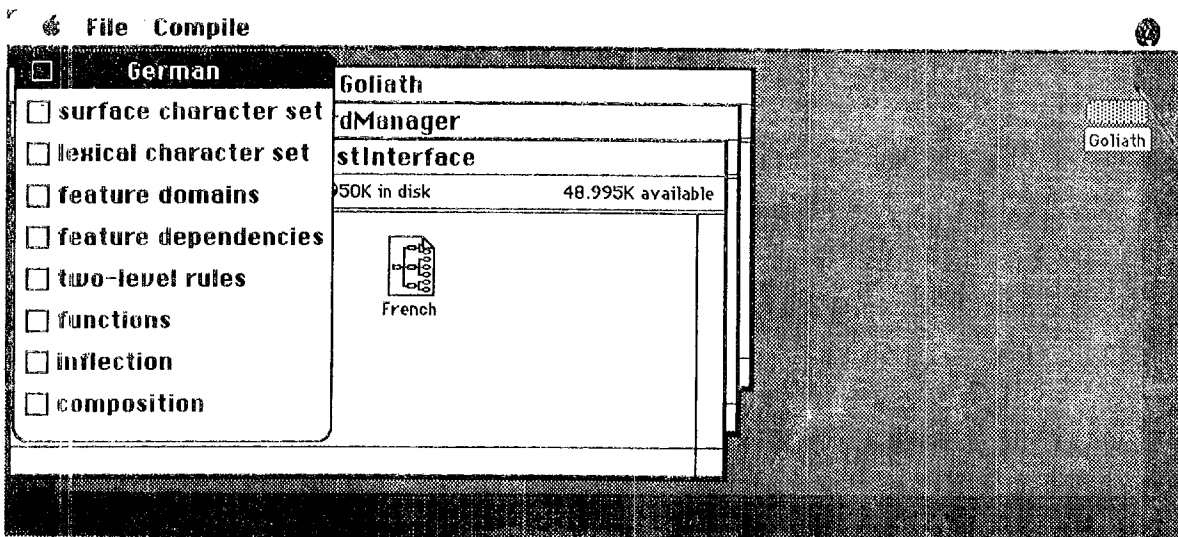 File Compile
German
surface character set
lexical character set
feature domains
feature dependencies
two-level rules
functions
inflection
composition
Goliath
dManager
stInterface
950K in disk 48.995K available
French
Goliath